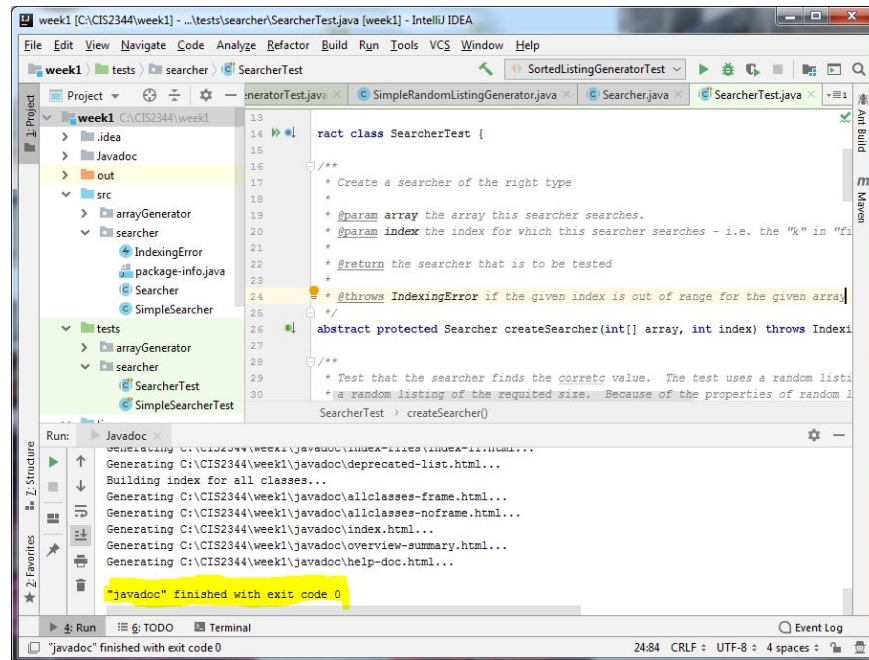 week1 [C:\CIS2344\week1] - ...\tests\searcher\SearcherTest.java [week1] - IntelliJ IDEA
File Edit View Navigate Code Analyze Refactor Build Run Tools VCS Window Help
week1 tests searcher SearcherTest SortedListingGeneratorTest
Project neratorTest.java SimpleRandomListingGenerator.java Searcher.java SearcherTest.java 1
1: Project
Ant Build
Maven
week1 C:\CIS2344\week1
.idea
Javadoc
out
src
arrayGenerator
searcher
IndexingError
package-info.java
Searcher
SimpleSearcher
tests
arrayGenerator
searcher
SearcherTest
SimpleSearcherTest
13
14 ract class SearcherTest {
15
16 /**
17 * Create a searcher of the right type
18 *
19 * @param array the array this searcher searches.
20 * @param index the index for which this searcher searches - i.e. the "k" in "fi
21 *
22 * @return the searcher that is to be tested
23 *
24 * @throws IndexingError if the given index is out of range for the given array
25 */
26 abstract protected Searcher createSearcher(int[] array, int index) throws Indexi
27
28 /**
29 * Test that the searcher finds the corretc value. The test uses a random listi
30 * a random listing of the requited size. Because of the properties of random l
SearcherTest > createSearcher()
Run: Javadoc
7: Structure
2: Favorites
Generating C:\CIS2344\week1\javadoc\index-files\index-11.html...
Generating C:\CIS2344\week1\javadoc\deprecated-list.html...
Building index for all classes...
Generating C:\CIS2344\week1\javadoc\allclasses-frame.html...
Generating C:\CIS2344\week1\javadoc\allclasses-noframe.html...
Generating C:\CIS2344\week1\javadoc\index.html...
Generating C:\CIS2344\week1\javadoc\overview-summary.html...
Generating C:\CIS2344\week1\javadoc\help-doc.html...
"javadoc" finished with exit code 0
4: Run 6: TODO Terminal Event Log
"javadoc" finished with exit code 0 24:84 CRLF UTF-8 4 spaces